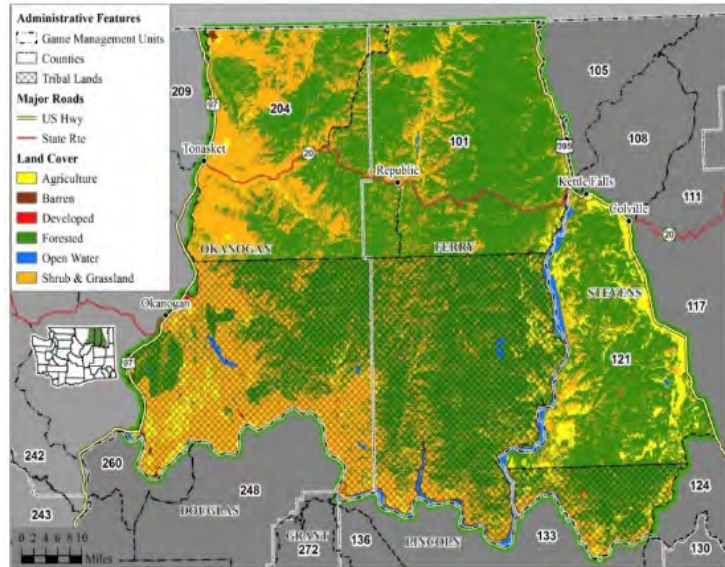 Administrative Features
Game Management Units
Counties
Tribal Lands
Major Roads
US Hwy
State Rte
Land Cover
Agriculture
Barren
Developed
Forested
Open Water
Shrub & Grassland
209
97
204
105
108
101
395
20
Tonasket
Republic
Kettle Falls
Colville
111
20
OKANOGAN
FERRY
STEVENS
Okanogan
117
121
97
242
260
248
124
243
DOUGLAS
GRANT
272
136
LINCOLN
133
130
0 2 4 6 8 10
Miles